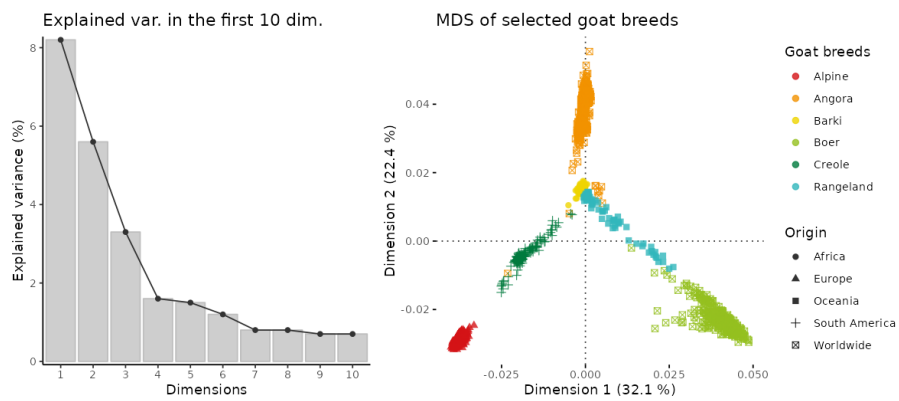 Explained var. in the first 10 dim.
Explained variance (%)
8
6
4
2
0
1 2 3 4 5 6 7 8 9 10
Dimensions
MDS of selected goat breeds
Dimension 2 (22.4 %)
0.04
0.02
0.00
-0.02
-0.025 0.000 0.025 0.050
Dimension 1 (32.1 %)
Goat breeds
Alpine
Angora
Barki
Boer
Creole
Rangeland
Origin
Africa
Europe
Oceania
South America
Worldwide